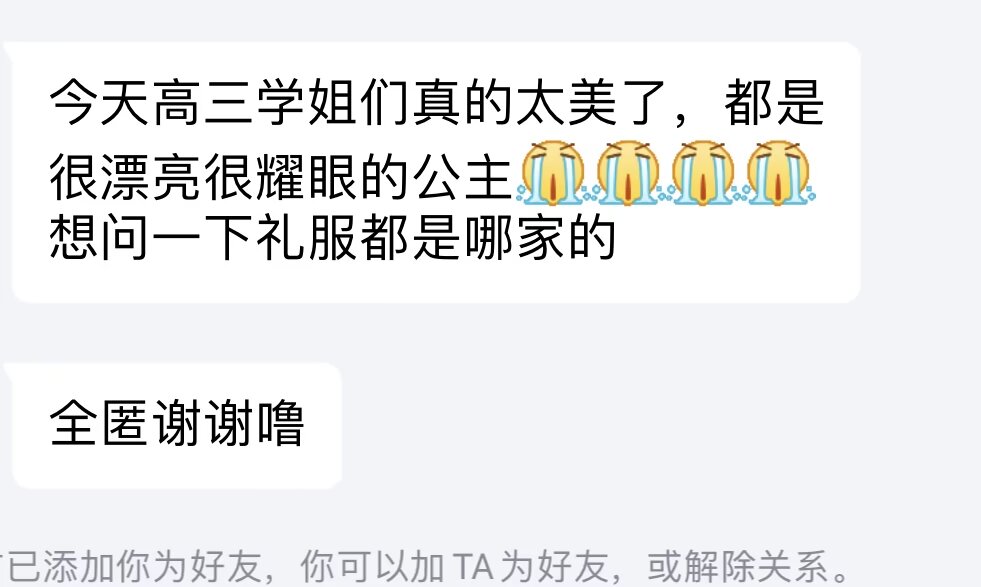 今天高三学姐们真的太美了，都是
很漂亮很耀眼的公主😭😭😭😭
想问一下礼服都是哪家的
全匿谢谢噜
已添加你为好友，你可以加 TA 为好友，或解除关系。